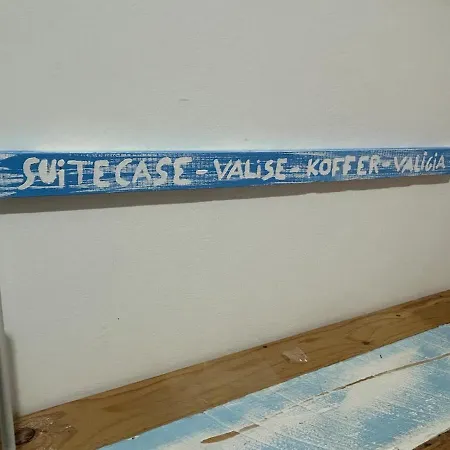 SUiTECASE - VALiSE - KOFFER - VALiGiA